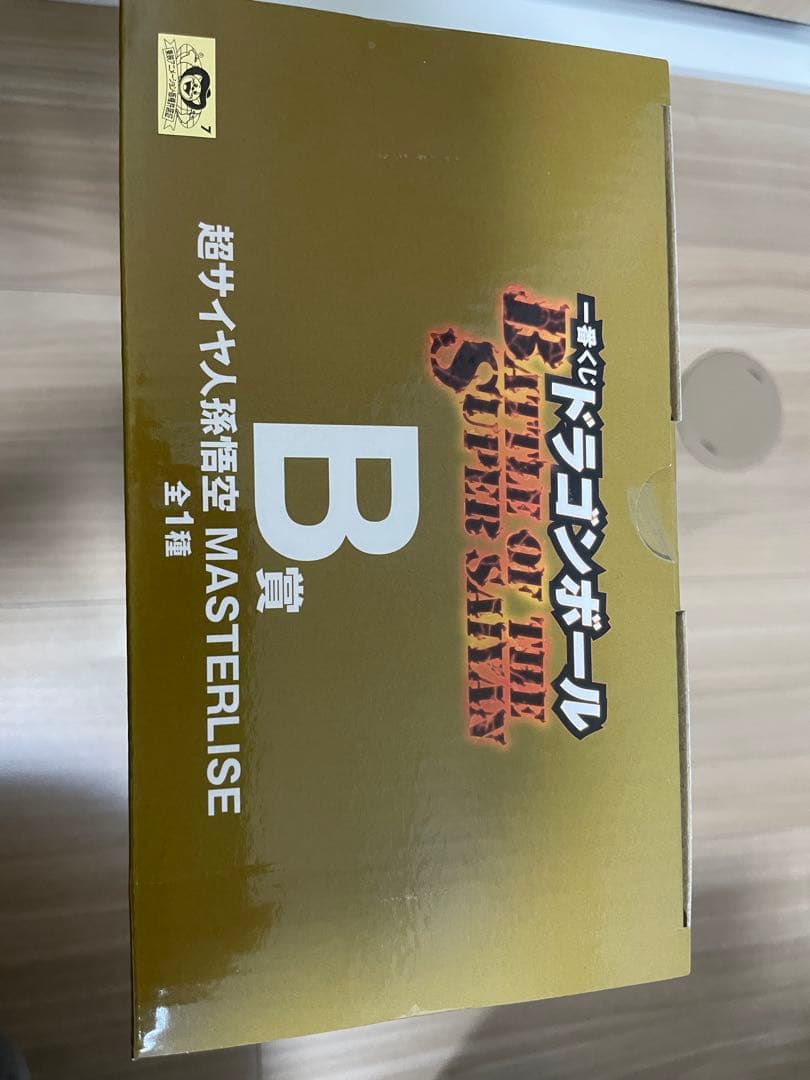 一番くじ
ドラゴンボール
BATTLE OF THE
SUPER SAIYAN
B賞
超サイヤ人孫悟空 MASTERLISE
全1種
7